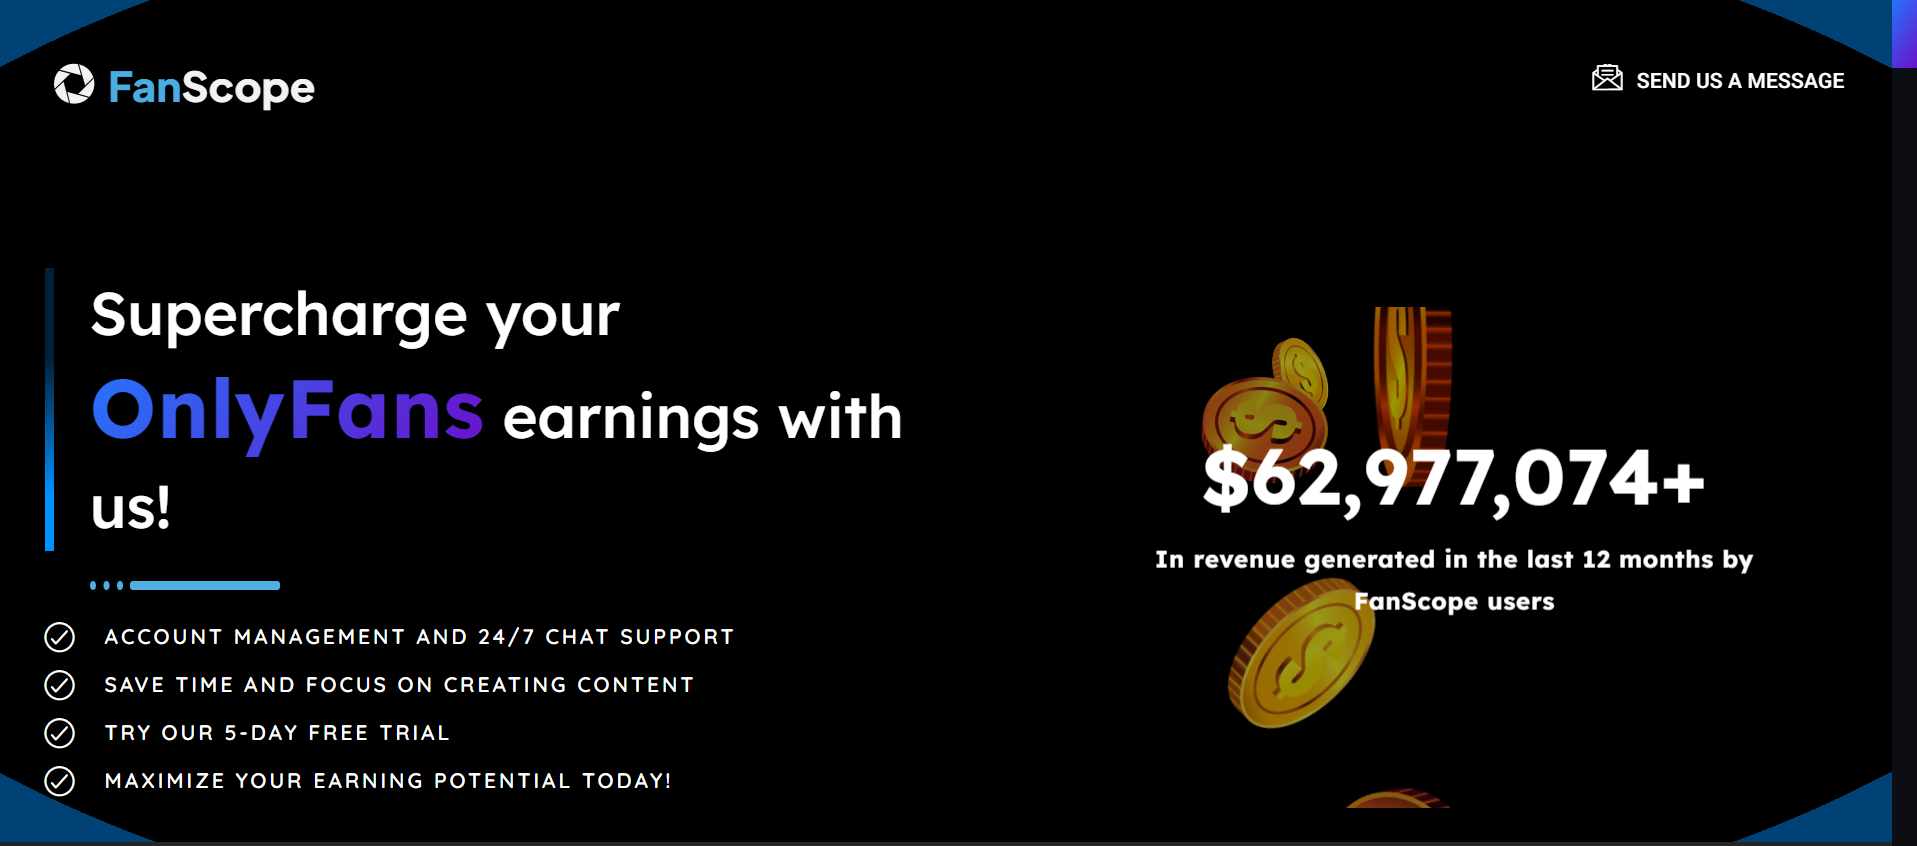 FanScope
SEND US A MESSAGE
Supercharge your
OnlyFans earnings with
us!
ACCOUNT MANAGEMENT AND 24/7 CHAT SUPPORT
SAVE TIME AND FOCUS ON CREATING CONTENT
TRY OUR 5-DAY FREE TRIAL
MAXIMIZE YOUR EARNING POTENTIAL TODAY!
$62,977,074+
In revenue generated in the last 12 months by
FanScope users